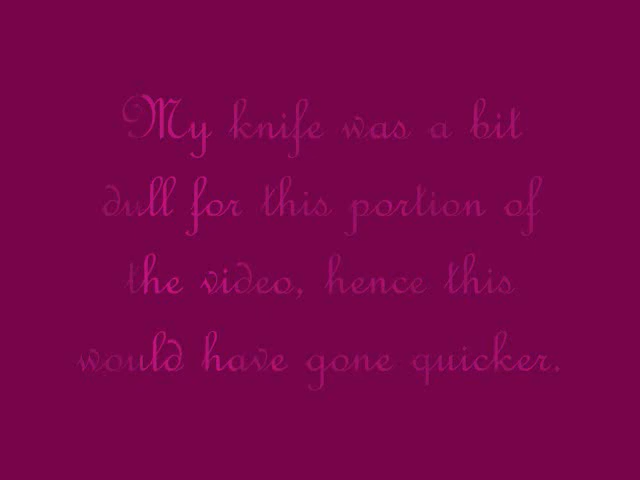 My knife was a bit
dull for this portion of
the video, hence this
would have gone quicker.